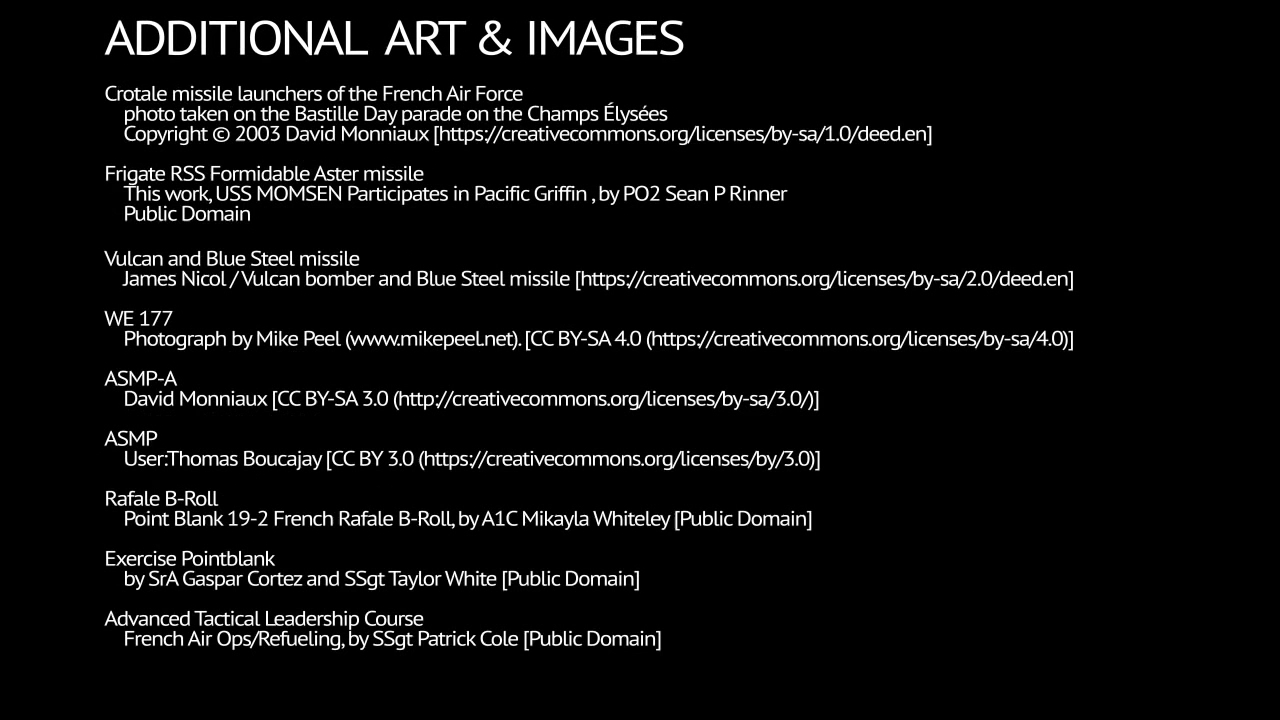 ADDITIONAL ART & IMAGES
Crotale missile launchers of the French Air Force
photo taken on the Bastille Day parade on the Champs Élysées
Copyright © 2003 David Monniaux [https://creativecommons.org/licenses/by-sa/1.0/deed.en]
Frigate RSS Formidable Aster missile
This work, USS MOMSEN Participates in Pacific Griffin , by PO2 Sean P Rinner
Public Domain
Vulcan and Blue Steel missile
James Nicol / Vulcan bomber and Blue Steel missile [https://creativecommons.org/licenses/by-sa/2.0/deed.en]
WE 177
Photograph by Mike Peel (www.mikepeel.net). [CC BY-SA 4.0 (https://creativecommons.org/licenses/by-sa/4.0)]
ASMP-A
David Monniaux [CC BY-SA 3.0 (http://creativecommons.org/licenses/by-sa/3.0/)]
ASMP
User:Thomas Boucajay [CC BY 3.0 (https://creativecommons.org/licenses/by/3.0)]
Rafale B-Roll
Point Blank 19-2 French Rafale B-Roll, by A1C Mikayla Whiteley [Public Domain]
Exercise Pointblank
by SrA Gaspar Cortez and SSgt Taylor White [Public Domain]
Advanced Tactical Leadership Course
French Air Ops/Refueling, by SSgt Patrick Cole [Public Domain]